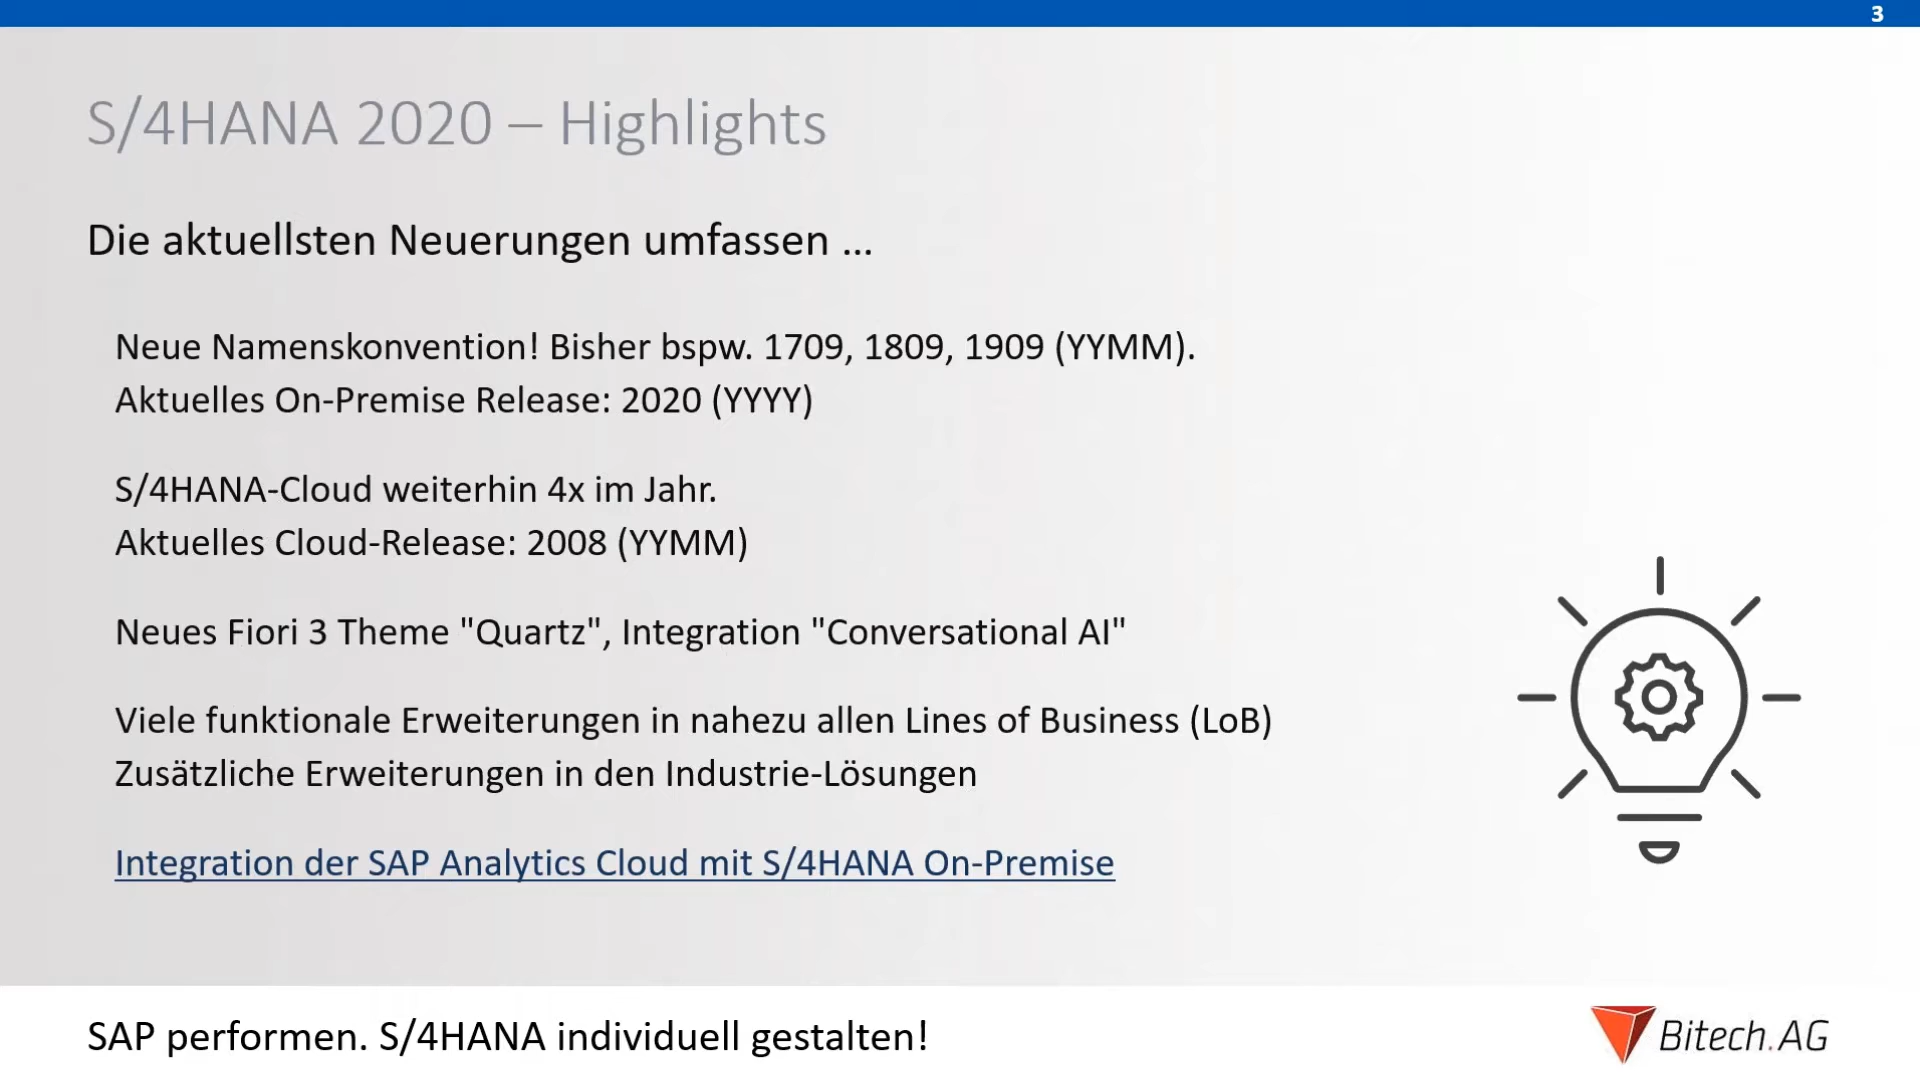 3
S/4HANA 2020 – Highlights
Die aktuellsten Neuerungen umfassen ...
Neue Namenskonvention! Bisher bspw. 1709, 1809, 1909 (YYMM).
Aktuelles On-Premise Release: 2020 (YYYY)
S/4HANA-Cloud weiterhin 4x im Jahr.
Aktuelles Cloud-Release: 2008 (YYMM)
Neues Fiori 3 Theme "Quartz", Integration "Conversational AI"
Viele funktionale Erweiterungen in nahezu allen Lines of Business (LoB)
Zusätzliche Erweiterungen in den Industrie-Lösungen
Integration der SAP Analytics Cloud mit S/4HANA On-Premise
SAP performen. S/4HANA individuell gestalten!
Bitech.AG